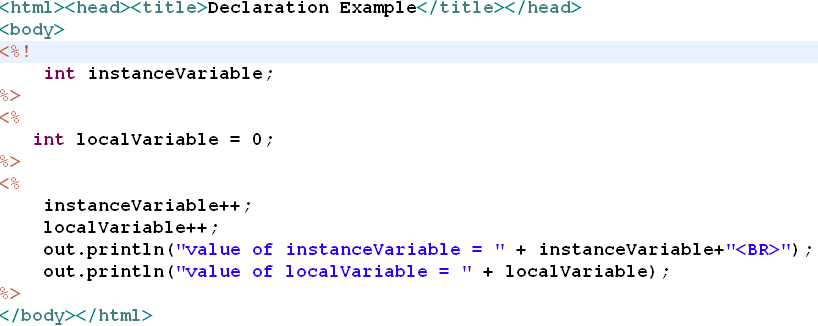 <html><head><title>Declaration Example</title></head>
<body>
<%!
    int instanceVariable;
%>
<%
   int localVariable = 0;
%>
<%
    instanceVariable++;
    localVariable++;
    out.println("value of instanceVariable = " + instanceVariable+"<BR>");
    out.println("value of localVariable = " + localVariable);
%>
</body></html>